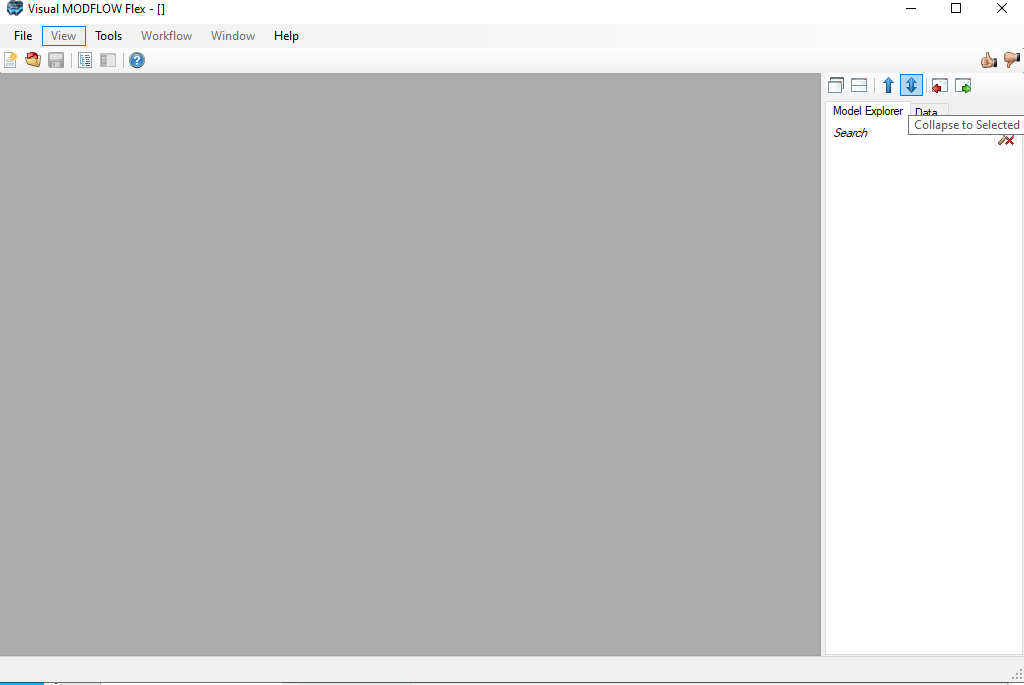 Visual MODFLOW Flex - []
File View Tools Workflow Window Help
Model Explorer Data
Collapse to Selected
Search